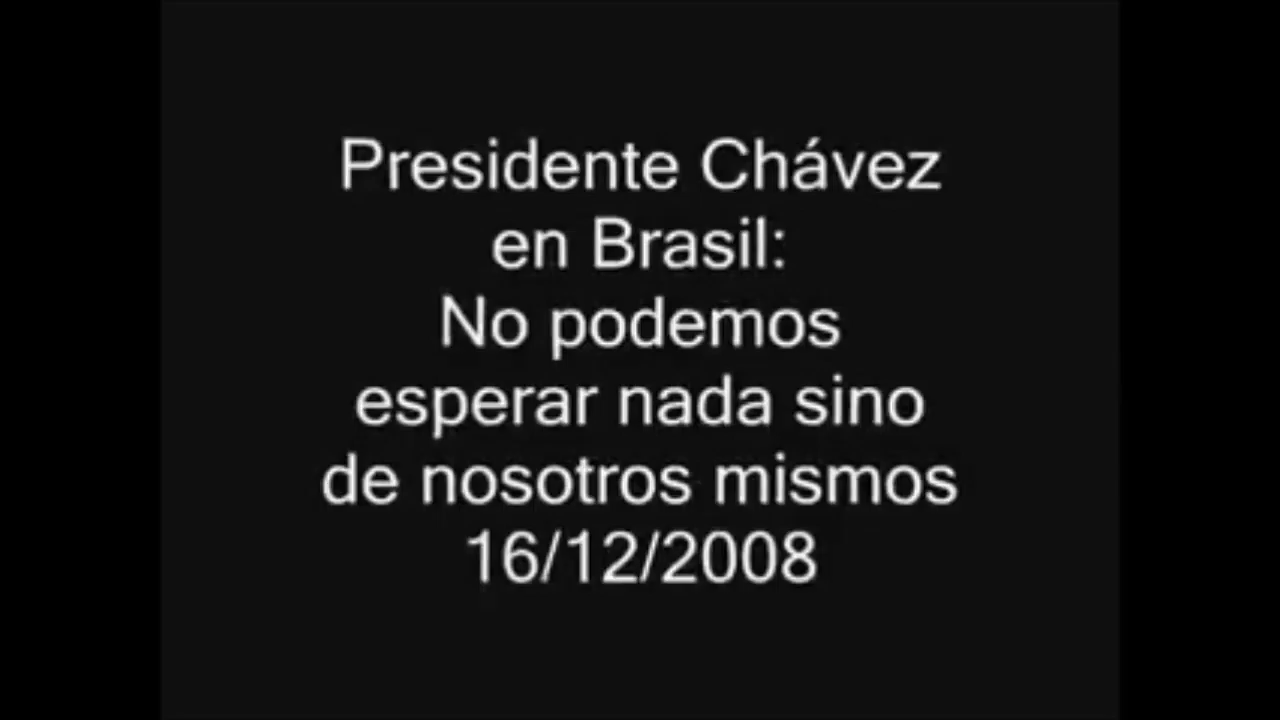 Presidente Chávez
en Brasil:
No podemos
esperar nada sino
de nosotros mismos
16/12/2008